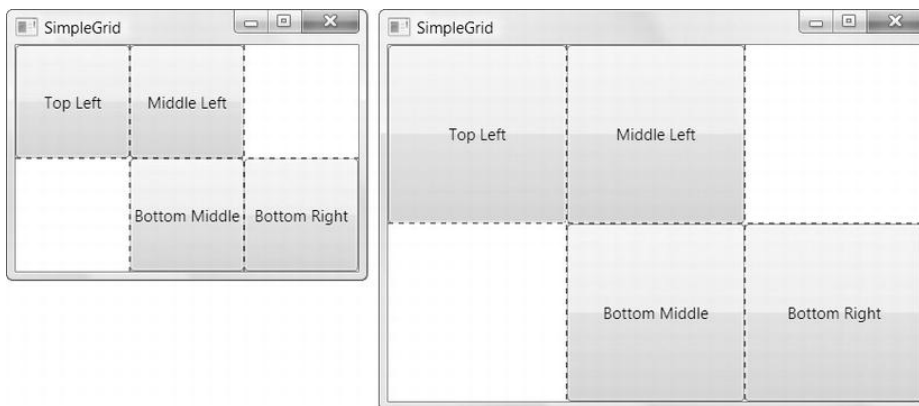 SimpleGrid
Top Left
Middle Left
Bottom Middle
Bottom Right
SimpleGrid
Top Left
Middle Left
Bottom Middle
Bottom Right